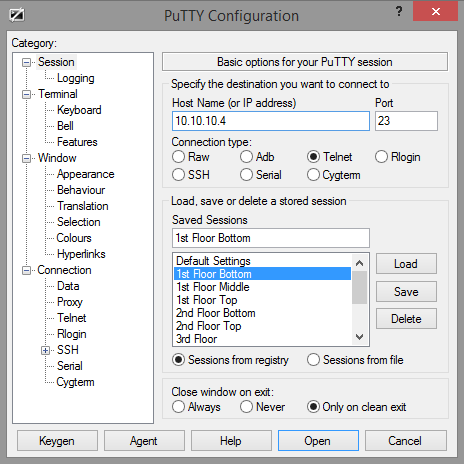 PuTTY Configuration
?
Category:
Session
Logging
Terminal
Keyboard
Bell
Features
Window
Appearance
Behaviour
Translation
Selection
Colours
Hyperlinks
Connection
Data
Proxy
Telnet
Rlogin
SSH
Serial
Cygterm
Basic options for your PuTTY session
Specify the destination you want to connect to
Host Name (or IP address) Port
10.10.10.4 23
Connection type:
Raw Adb Telnet Rlogin
SSH Serial Cygterm
Load, save or delete a stored session
Saved Sessions
1st Floor Bottom
Default Settings
1st Floor Bottom
1st Floor Middle
1st Floor Top
2nd Floor Bottom
2nd Floor Top
3rd Floor
Load
Save
Delete
Sessions from registry Sessions from file
Close window on exit:
Always Never Only on clean exit
Keygen Agent Help Open Cancel